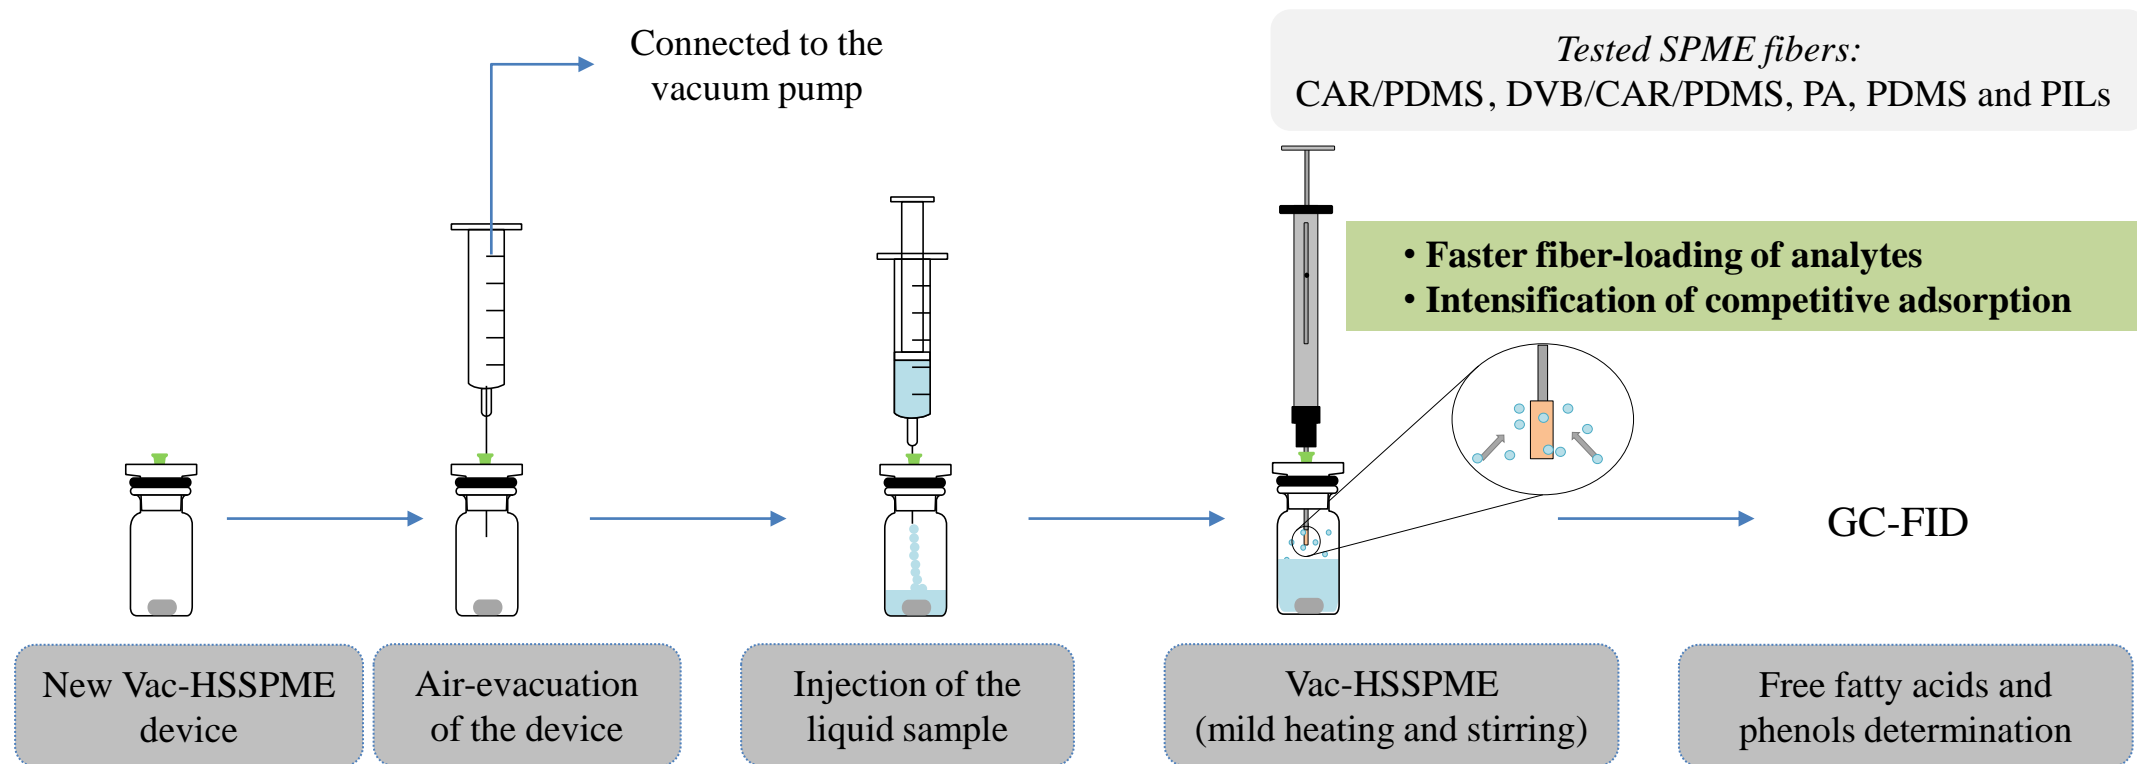 Connected to the
vacuum pump
Tested SPME fibers:
CAR/PDMS, DVB/CAR/PDMS, PA, PDMS and PILs
• Faster fiber-loading of analytes
• Intensification of competitive adsorption
GC-FID
New Vac-HSSPME
device
Air-evacuation
of the device
Injection of the
liquid sample
Vac-HSSPME
(mild heating and stirring)
Free fatty acids and
phenols determination